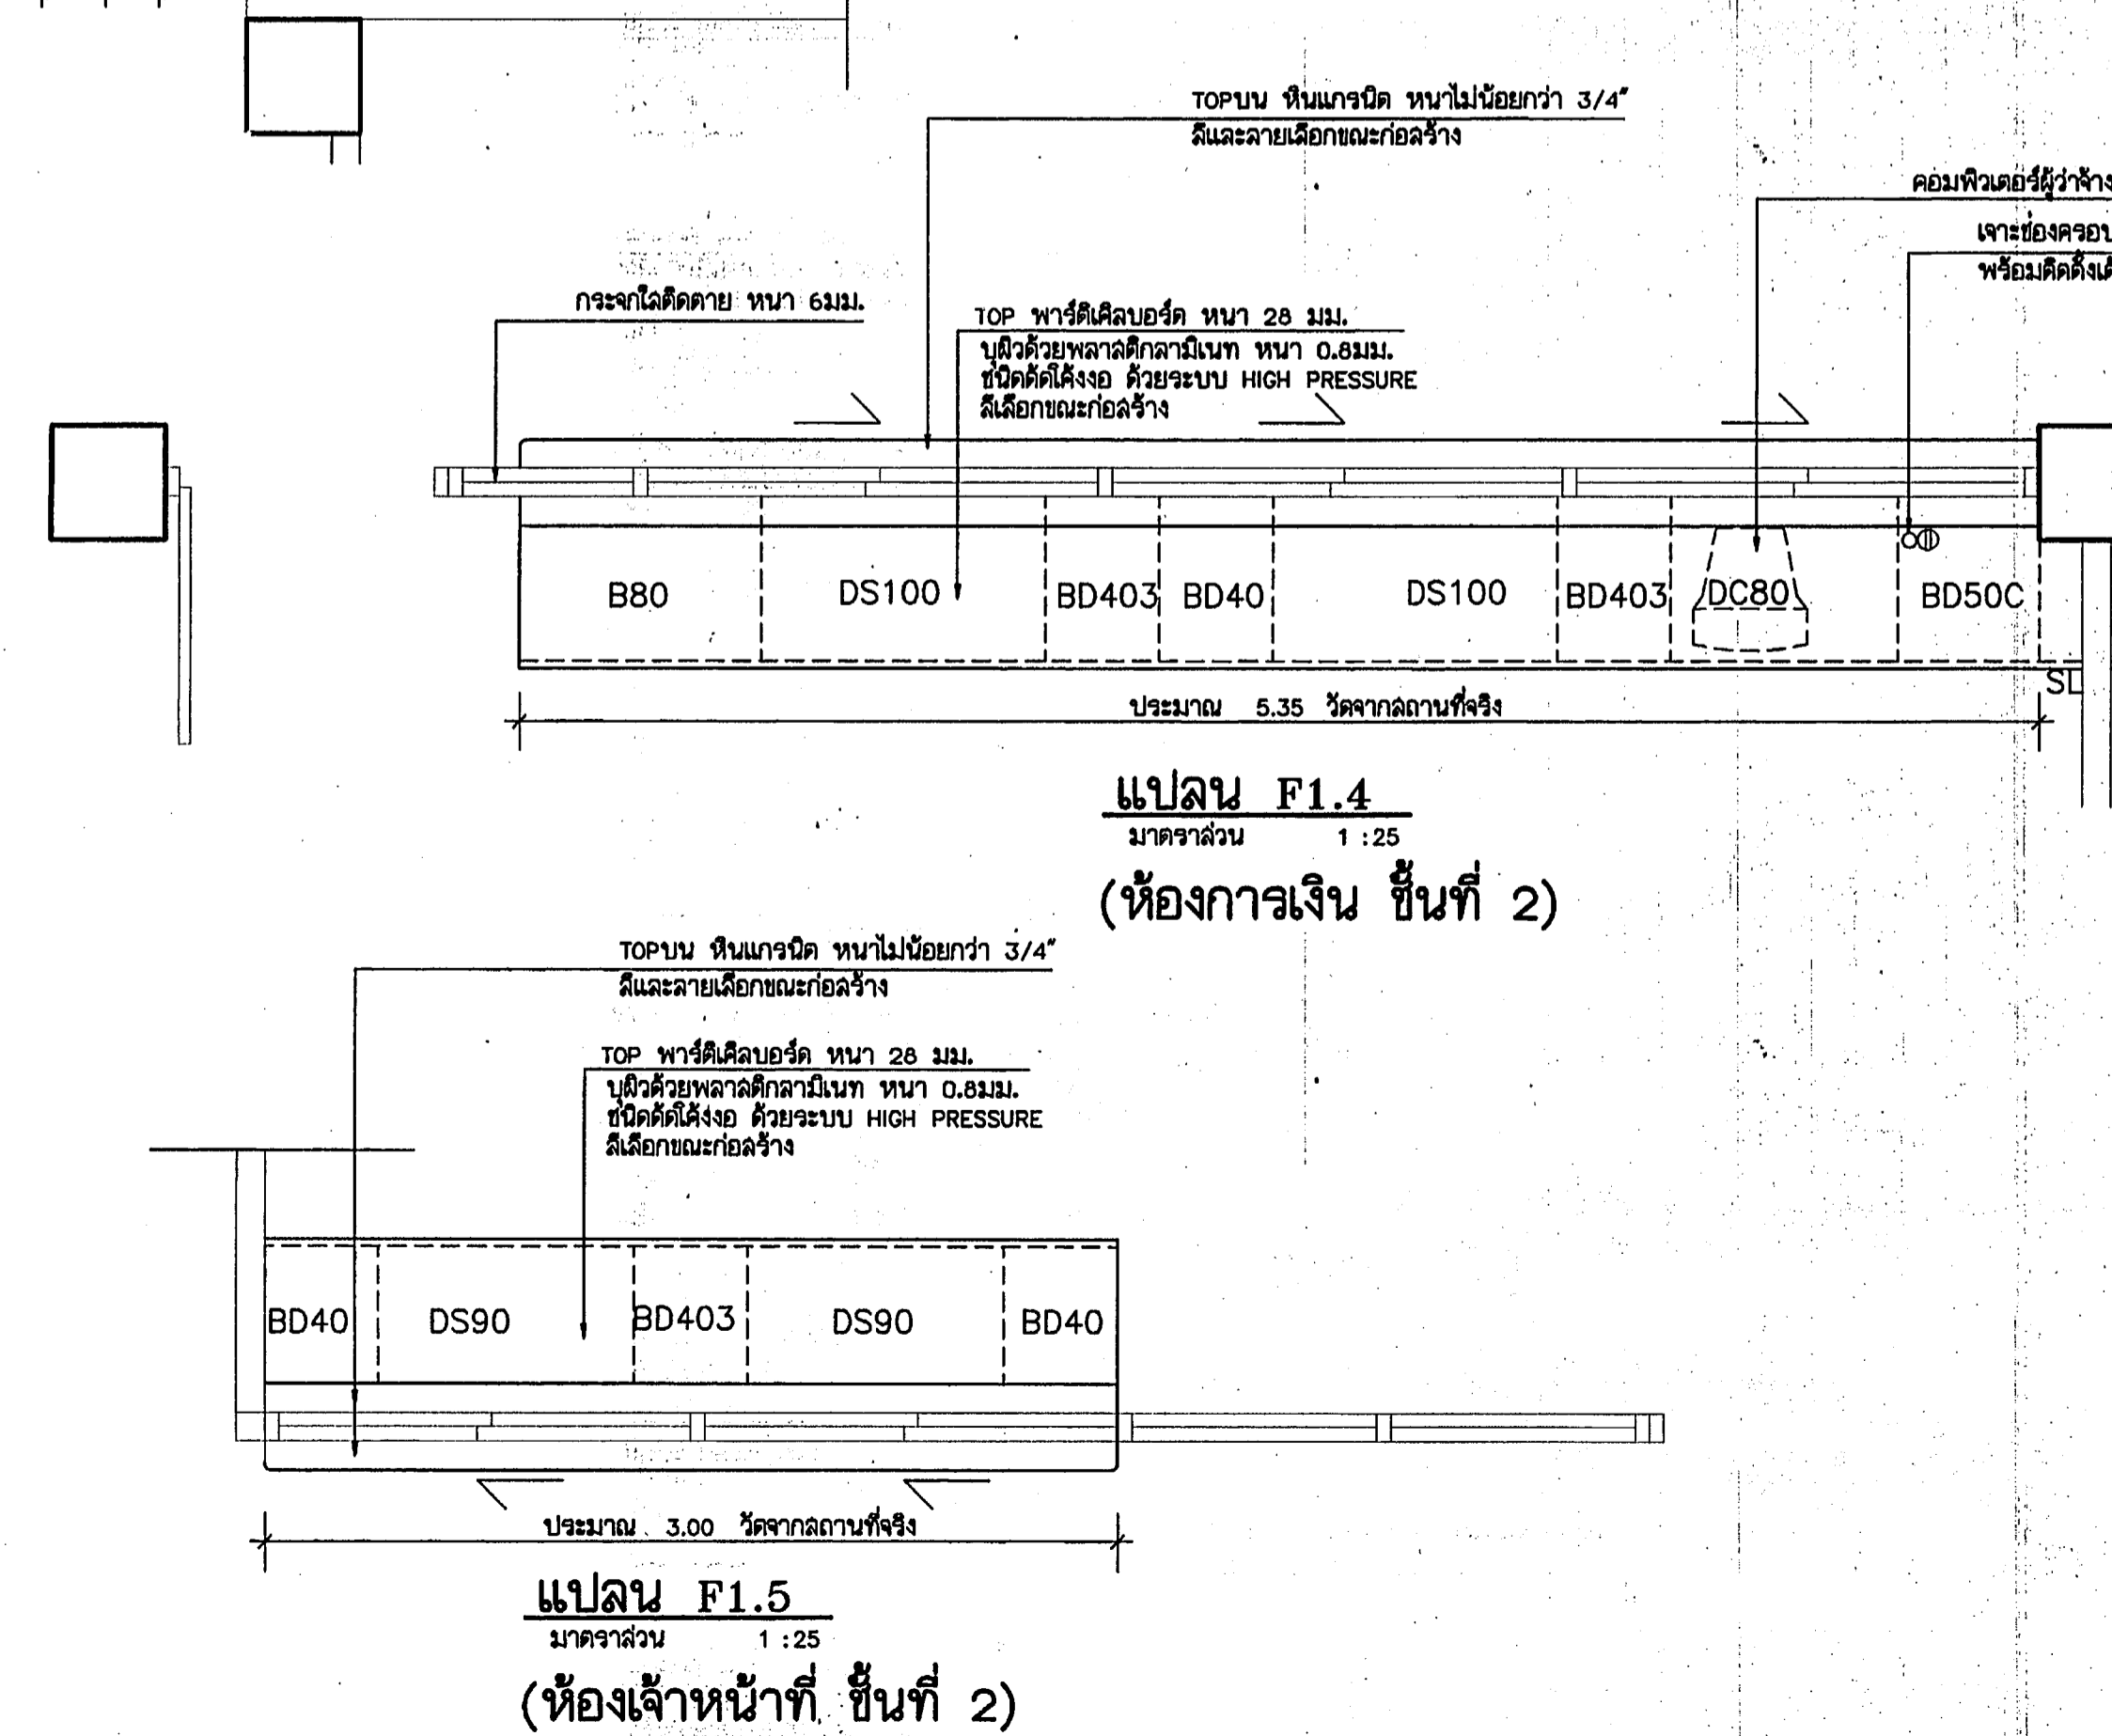 TOPบน หินแกรนิต หนาไม่น้อยกว่า 3/4"
สีและลายเลือกขณะก่อสร้าง
คอมพิวเตอร์ผู้ว่าจ้าง
เจาะช่องครอบ
พร้อมติดตั้งเต้
กระจกใสติดตาย หนา 6มม.
TOP พาร์ติเคิลบอร์ด หนา 28 มม.
บุผิวด้วยพลาสติกลามิเนท หนา 0.8มม.
ชนิดดัดโค้งงอ ด้วยระบบ HIGH PRESSURE
สีเลือกขณะก่อสร้าง
B80 DS100 BD403 BD40 DS100 BD403 DC80 BD50C
SL
ประมาณ 5.35 วัดจากสถานที่จริง
แปลน F1.4
มาตราส่วน 1 :25
(ห้องการเงิน ชั้นที่ 2)
TOPบน หินแกรนิต หนาไม่น้อยกว่า 3/4"
สีและลายเลือกขณะก่อสร้าง
TOP พาร์ติเคิลบอร์ด หนา 28 มม.
บุผิวด้วยพลาสติกลามิเนท หนา 0.8มม.
ชนิดดัดโค้งงอ ด้วยระบบ HIGH PRESSURE
สีเลือกขณะก่อสร้าง
BD40 DS90 BD403 DS90 BD40
ประมาณ 3.00 วัดจากสถานที่จริง
แปลน F1.5
มาตราส่วน 1 :25
(ห้องเจ้าหน้าที่ ชั้นที่ 2)